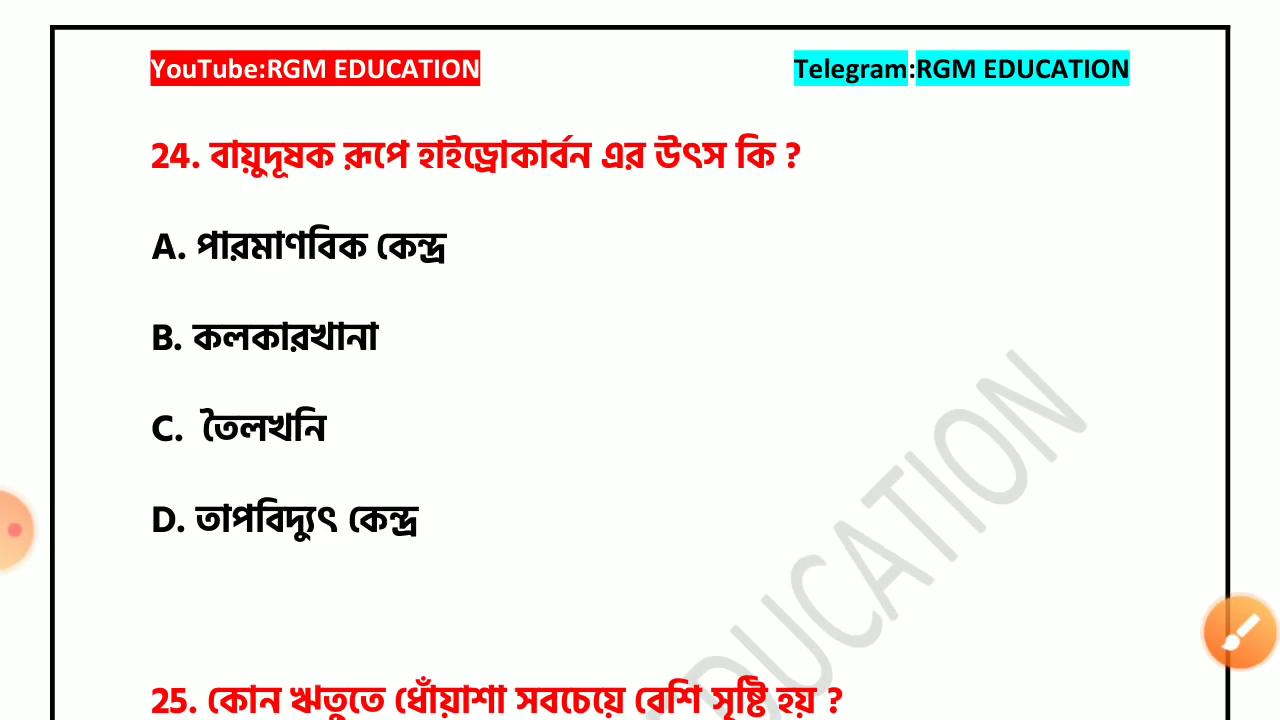 YouTube:RGM EDUCATION
Telegram:RGM EDUCATION
24. বায়ুদূষক রূপে হাইড্রোকার্বন এর উৎস কি ?
A. পারমাণবিক কেন্দ্র
B. কলকারখানা
C. তৈলখনি
D. তাপবিদ্যুৎ কেন্দ্র
EDUCATION
25. কোন ঋতুতে ধোঁয়াশা সবচেয়ে বেশি সৃষ্টি হয় ?